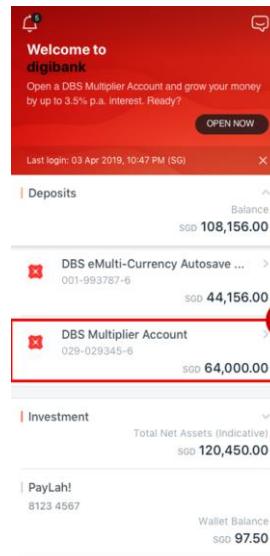 5
Welcome to
digibank
Open a DBS Multiplier Account and grow your money
by up to 3.5% p.a. interest. Ready?
OPEN NOW
Last login: 03 Apr 2019, 10:47 PM (SG)
Deposits
Balance
SGD 108,156.00
DBS eMulti-Currency Autosave ...
001-993787-6
SGD 44,156.00
DBS Multiplier Account
029-029345-6
SGD 64,000.00
Investment
Total Net Assets (Indicative)
SGD 120,450.00
PayLah!
8123 4567
Wallet Balance
SGD 97.50